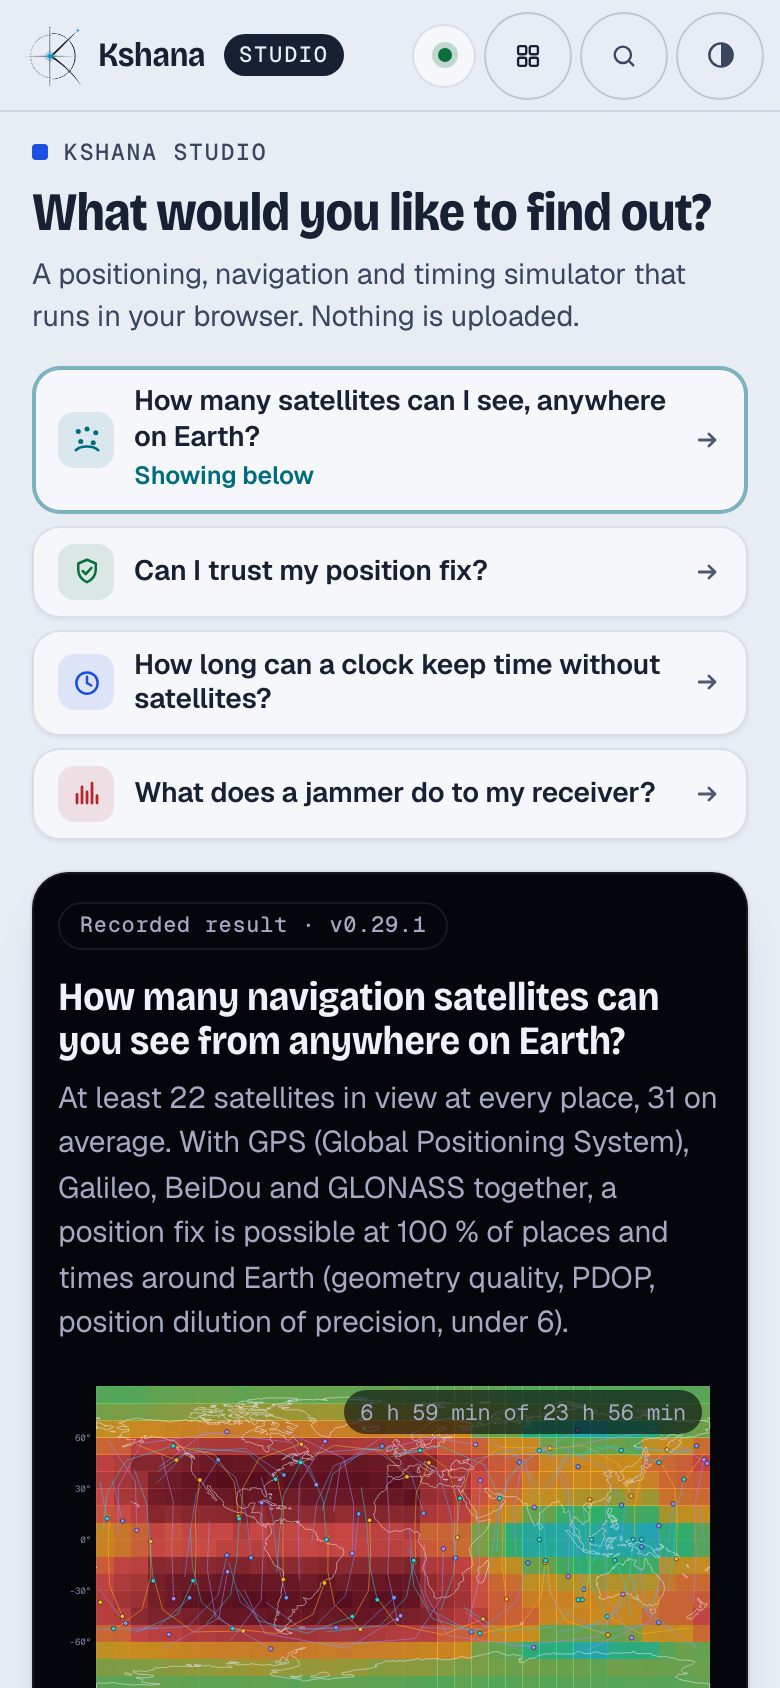 Kshana STUDIO
KSHANA STUDIO
What would you like to find out?
A positioning, navigation and timing simulator that
runs in your browser. Nothing is uploaded.
How many satellites can I see, anywhere
on Earth?
Showing below
Can I trust my position fix?
How long can a clock keep time without
satellites?
What does a jammer do to my receiver?
Recorded result · v0.29.1
How many navigation satellites can
you see from anywhere on Earth?
At least 22 satellites in view at every place, 31 on
average. With GPS (Global Positioning System),
Galileo, BeiDou and GLONASS together, a
position fix is possible at 100 % of places and
times around Earth (geometry quality, PDOP,
position dilution of precision, under 6).
6 h 59 min of 23 h 56 min
60°
30°
0°
-30°
-60°